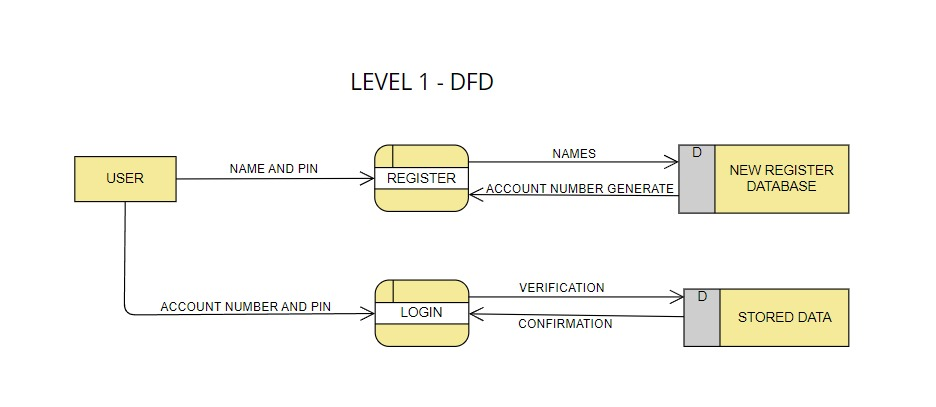 LEVEL 1 - DFD
USER
NAME AND PIN
REGISTER
NAMES
ACCOUNT NUMBER GENERATE
D
NEW REGISTER
DATABASE
ACCOUNT NUMBER AND PIN
LOGIN
VERIFICATION
CONFIRMATION
D
STORED DATA